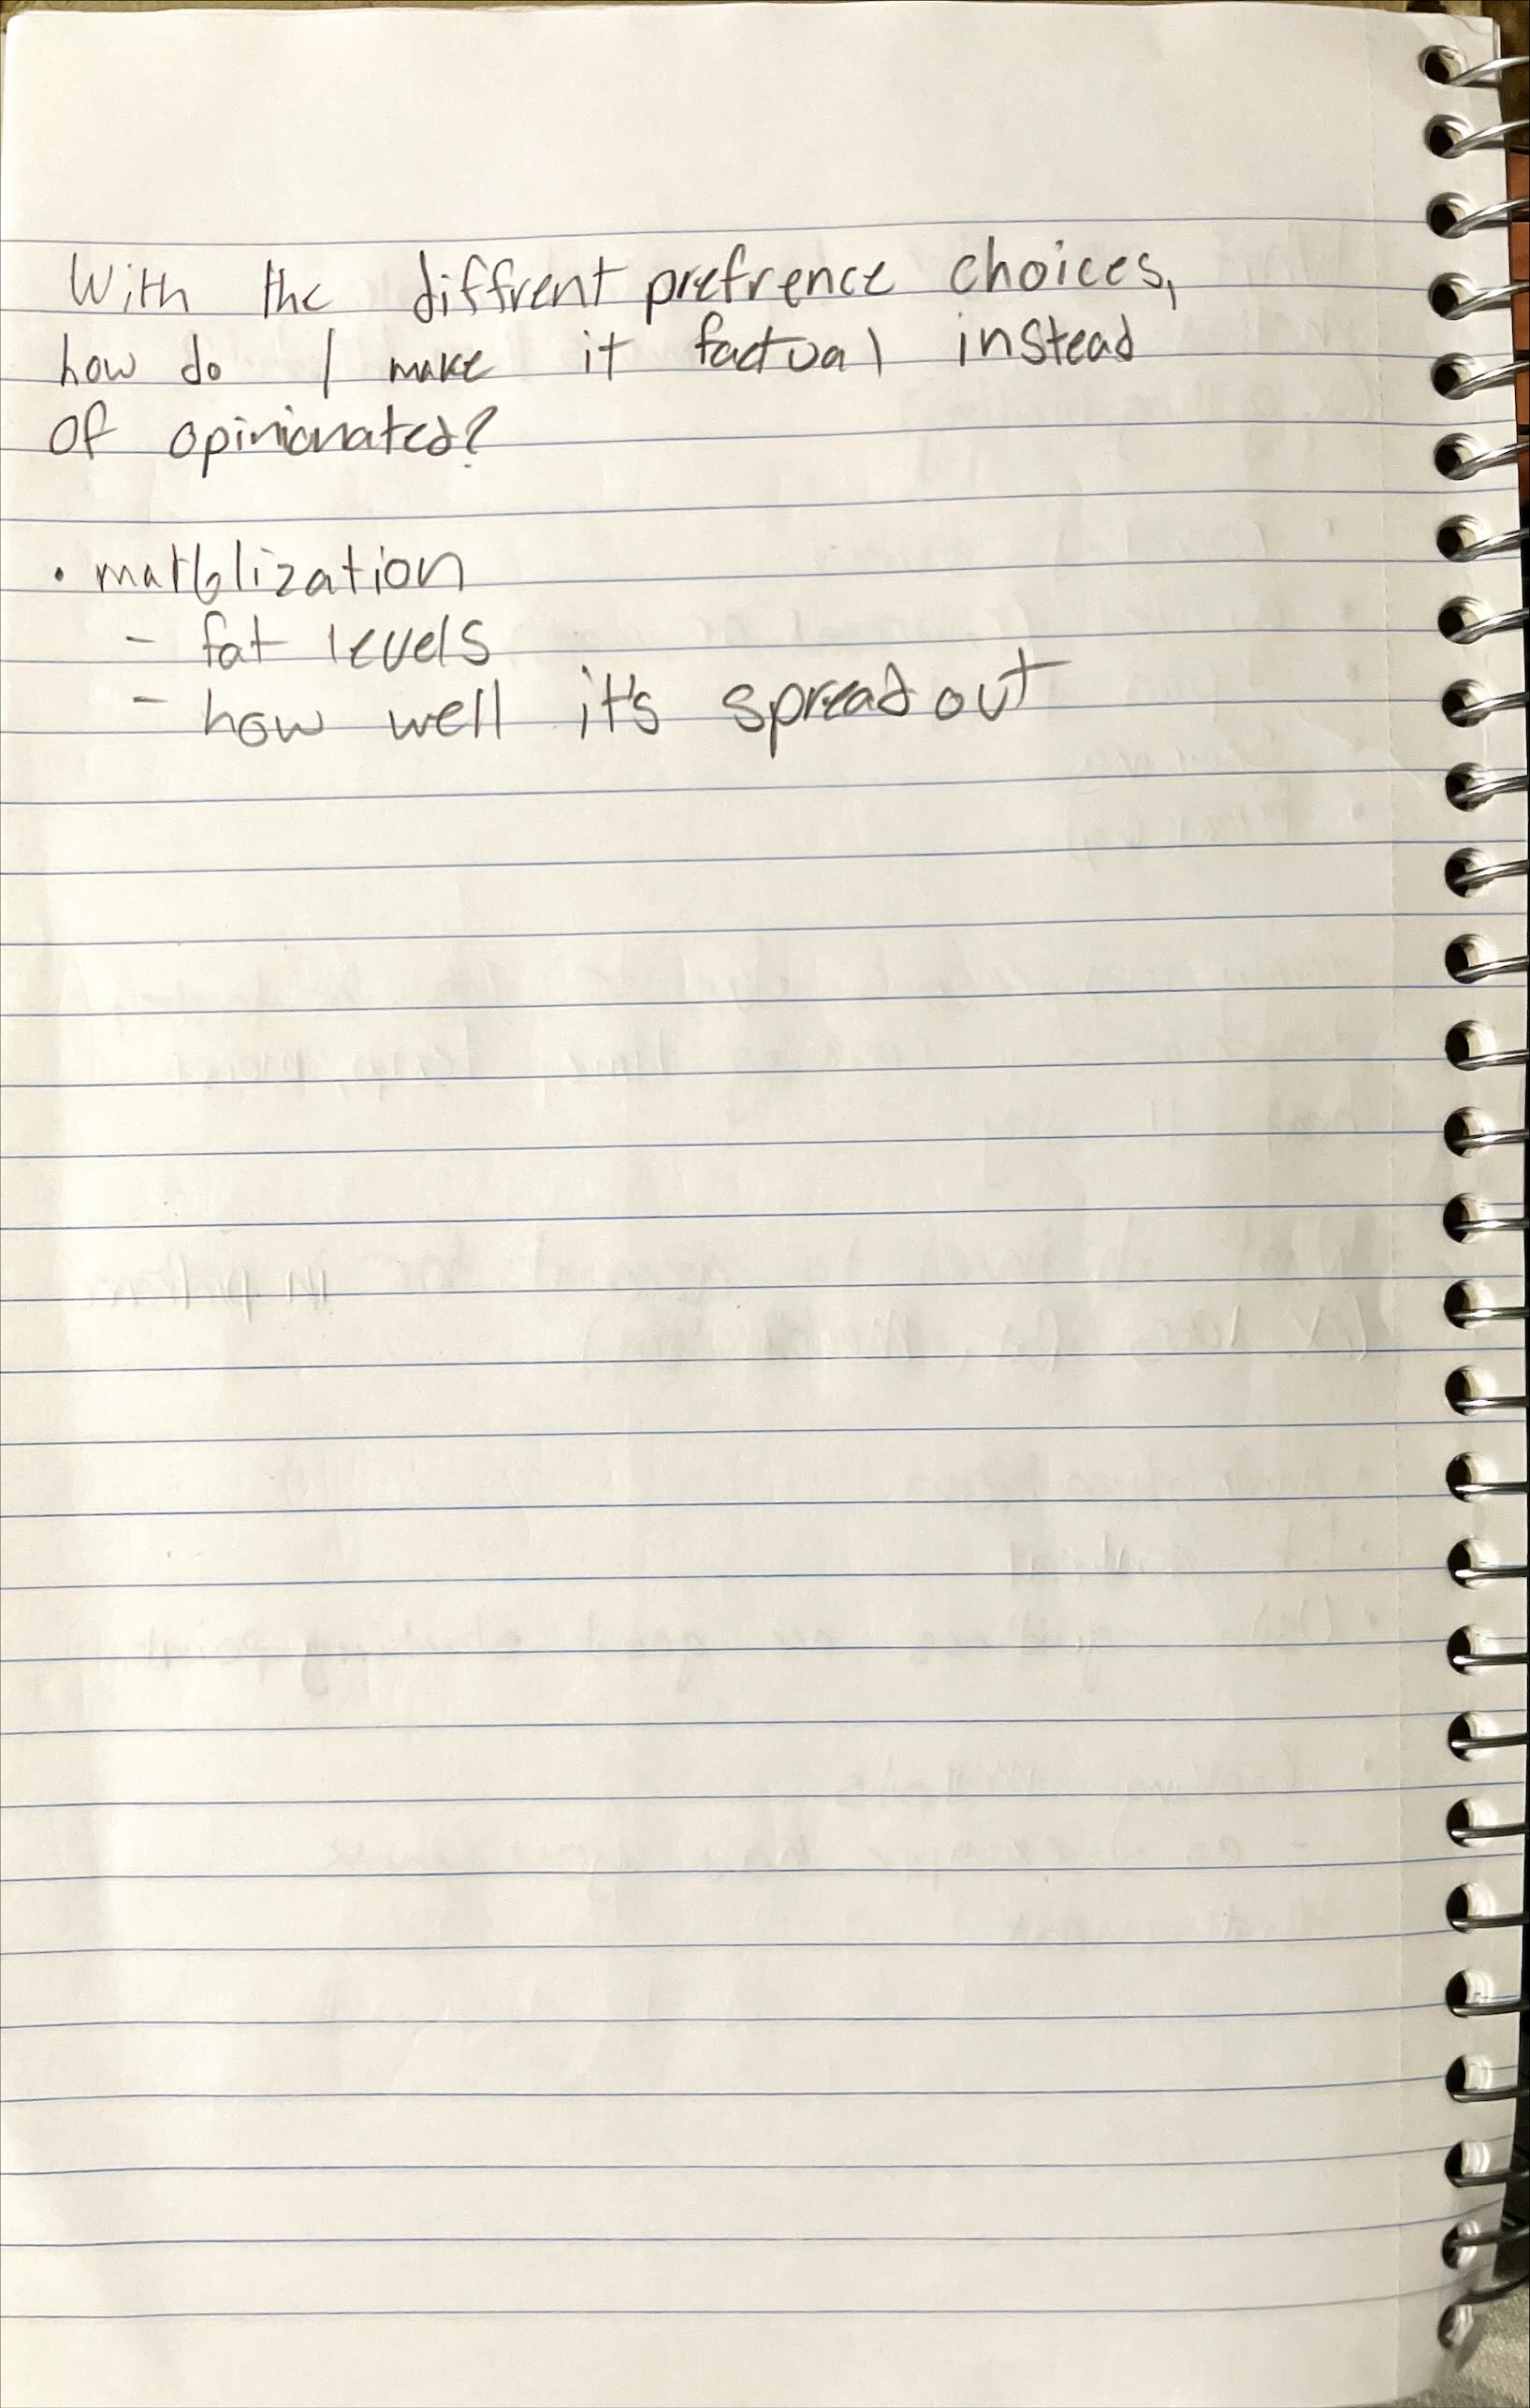 With the diffrent prefrence choices,
how do I make it factual instead
of opinionated?
• marblization
- fat levels
- how well it's spread out